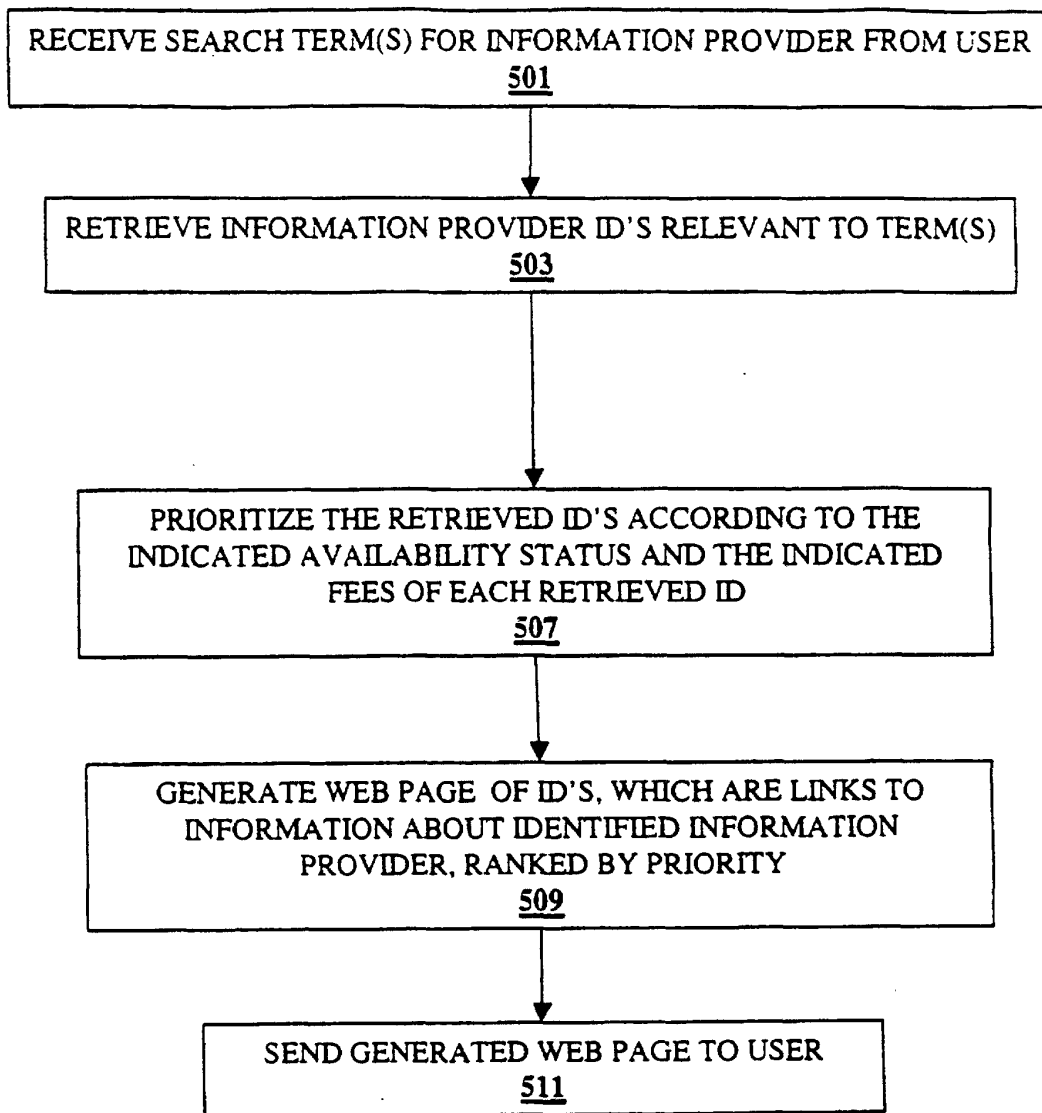 RECEIVE SEARCH TERM(S) FOR INFORMATION PROVIDER FROM USER
501
RETRIEVE INFORMATION PROVIDER ID'S RELEVANT TO TERM(S)
503
PRIORITIZE THE RETRIEVED ID'S ACCORDING TO THE
INDICATED AVAILABILITY STATUS AND THE INDICATED
FEES OF EACH RETRIEVED ID
507
GENERATE WEB PAGE OF ID'S, WHICH ARE LINKS TO
INFORMATION ABOUT IDENTIFIED INFORMATION
PROVIDER, RANKED BY PRIORITY
509
SEND GENERATED WEB PAGE TO USER
511